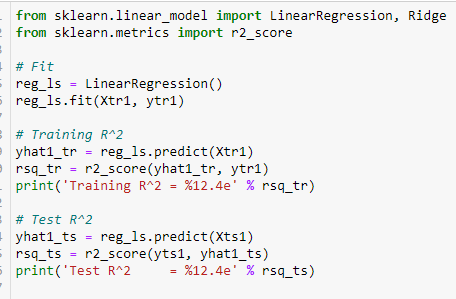 from sklearn.linear_model import LinearRegression, Ridge
from sklearn.metrics import r2_score
# Fit
reg_ls = LinearRegression()
reg_ls.fit(Xtr1, ytr1)
# Training R^2
yhat1_tr = reg_ls.predict(Xtr1)
rsq_tr = r2_score(yhat1_tr, ytr1)
print('Training R^2 = %12.4e' % rsq_tr)
# Test R^2
yhat1_ts = reg_ls.predict(Xts1)
rsq_ts = r2_score(yts1, yhat1_ts)
print('Test R^2     = %12.4e' % rsq_ts)